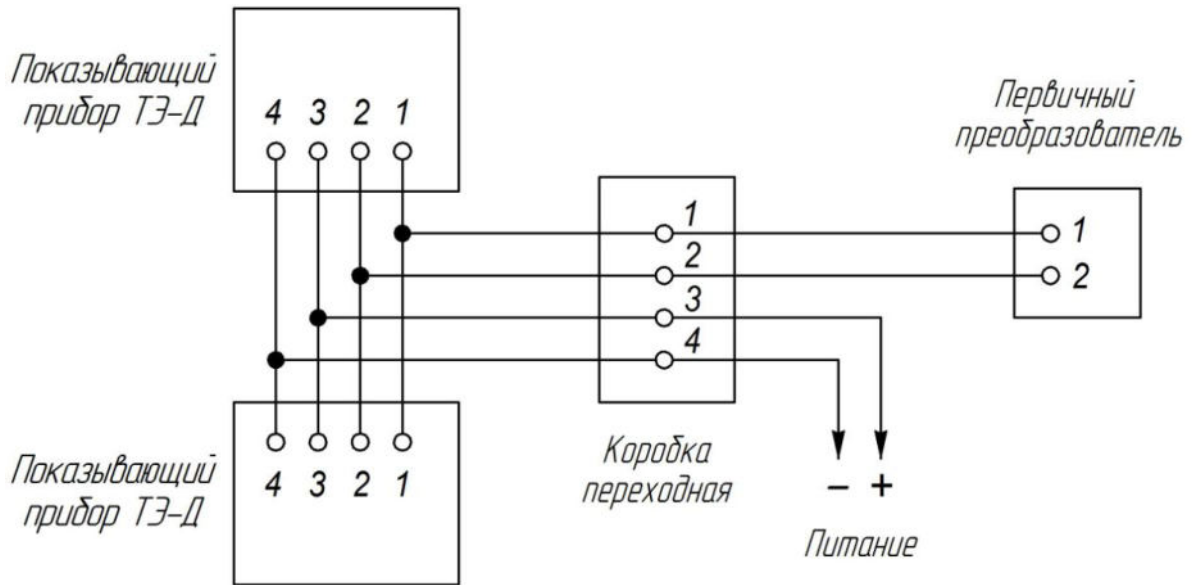 Показывающий
прибор ТЭ-Д
4 3 2 1
Первичный
преобразователь
1
2
3
4
1
2
Показывающий
прибор ТЭ-Д
4 3 2 1
Коробка
переходная
– +
Питание